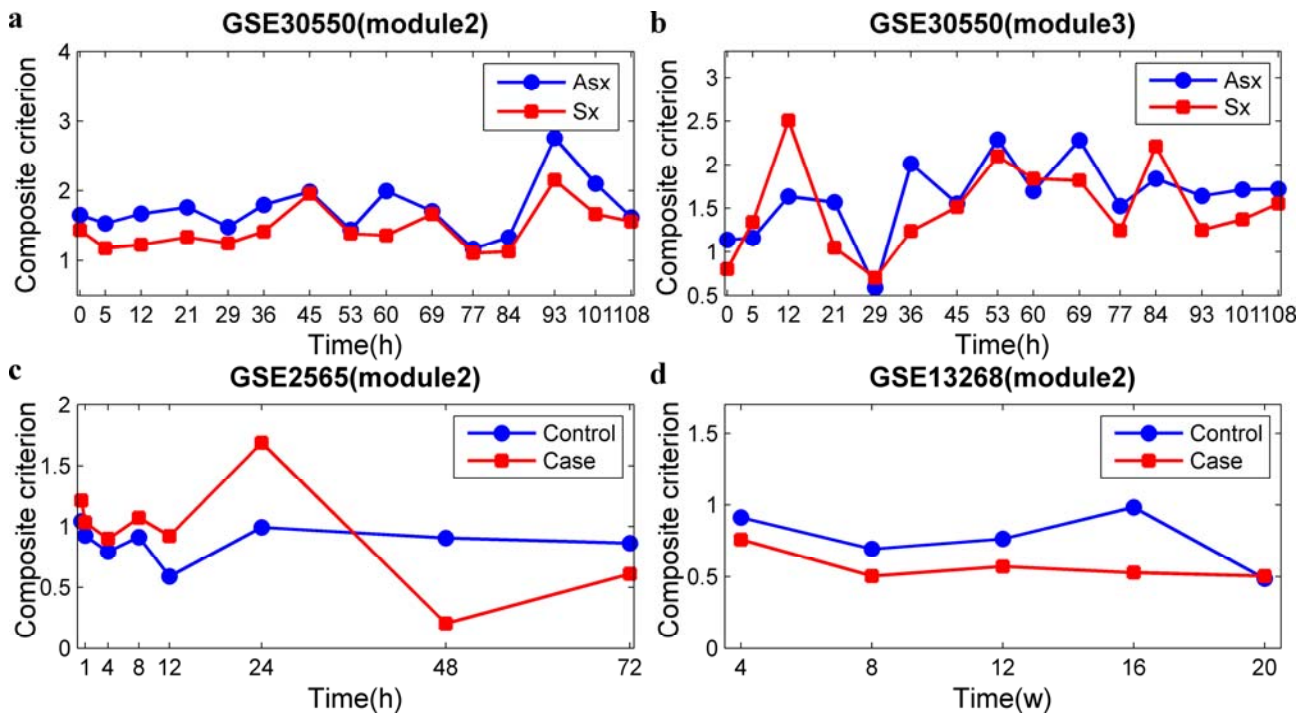 a
GSE30550(module2)
Composite criterion
4
3
2
1
Asx
Sx
0 5 12 21 29 36 45 53 60 69 77 84 93 101108
Time(h)
b
GSE30550(module3)
Composite criterion
3
2.5
2
1.5
1
0.5
Asx
Sx
0 5 12 21 29 36 45 53 60 69 77 84 93 101108
Time(h)
c
GSE2565(module2)
Composite criterion
2
1.5
1
0.5
0
Control
Case
1 4 8 12 24 48 72
Time(h)
d
GSE13268(module2)
Composite criterion
1.5
1
0.5
0
Control
Case
4 8 12 16 20
Time(w)